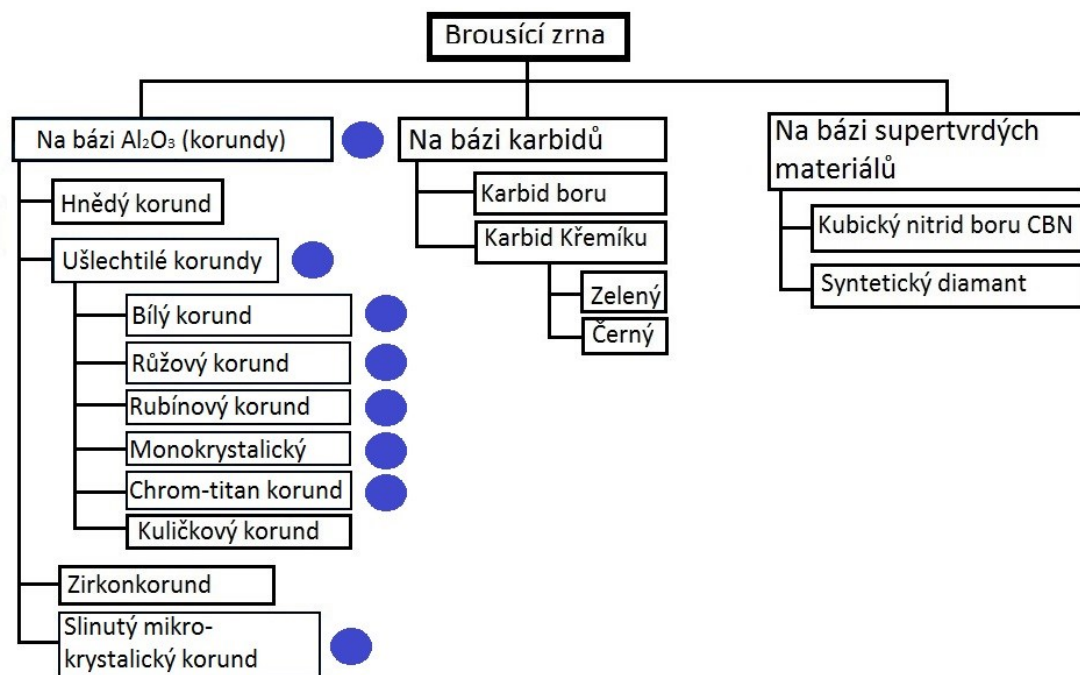 Brousící zrna
Na bázi Al₂O₃ (korundy)
Hnědý korund
Ušlechtilé korundy
Bílý korund
Růžový korund
Rubínový korund
Monokrystalický
Chrom-titan korund
Kuličkový korund
Zirkonkorund
Slinutý mikro-
krystalický korund
Na bázi karbidů
Karbid boru
Karbid Křemíku
Zelený
Černý
Na bázi supertvrdých
materiálů
Kubický nitrid boru CBN
Syntetický diamant